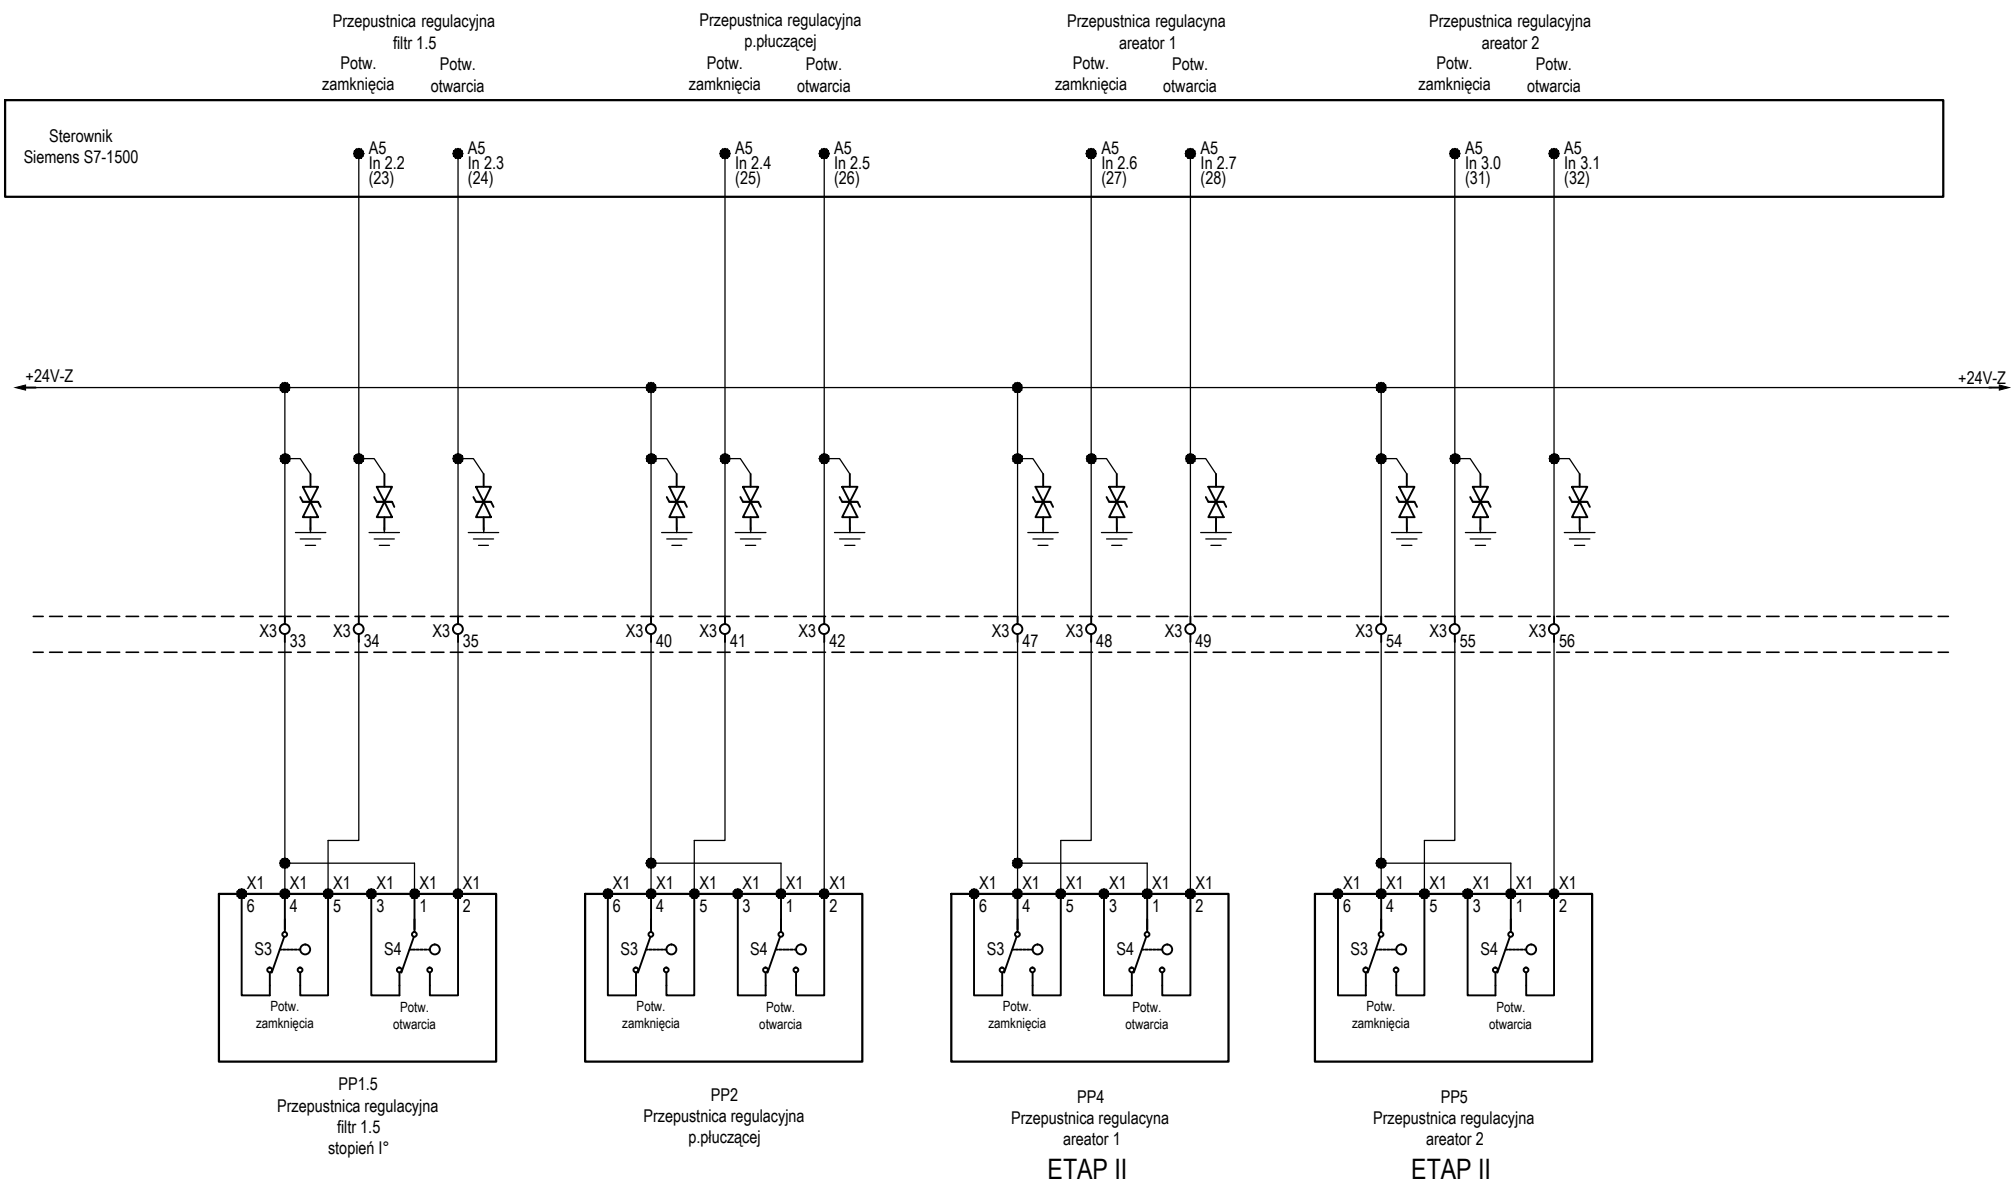 Przepustnica regulacyjna
filtr 1.5
Potw.
zamknięcia
Potw.
otwarcia
Przepustnica regulacyjna
p.płuczącej
Potw.
zamknięcia
Potw.
otwarcia
Przepustnica regulacyna
areator 1
Potw.
zamknięcia
Potw.
otwarcia
Przepustnica regulacyjna
areator 2
Potw.
zamknięcia
Potw.
otwarcia
Sterownik
Siemens S7-1500
A5
In 2.2
(23)
A5
In 2.3
(24)
A5
In 2.4
(25)
A5
In 2.5
(26)
A5
In 2.6
(27)
A5
In 2.7
(28)
A5
In 3.0
(31)
A5
In 3.1
(32)
+24V-Z
+24V-Z
X3 33
X3 34
X3 35
X3 40
X3 41
X3 42
X3 47
X3 48
X3 49
X3 54
X3 55
X3 56
X1 X1 X1 X1 X1 X1
6 4 5 3 1 2
S3 S4
Potw.
zamknięcia
Potw.
otwarcia
X1 X1 X1 X1 X1 X1
6 4 5 3 1 2
S3 S4
Potw.
zamknięcia
Potw.
otwarcia
X1 X1 X1 X1 X1 X1
6 4 5 3 1 2
S3 S4
Potw.
zamknięcia
Potw.
otwarcia
X1 X1 X1 X1 X1 X1
6 4 5 3 1 2
S3 S4
Potw.
zamknięcia
Potw.
otwarcia
PP1.5
Przepustnica regulacyjna
filtr 1.5
stopień I°
PP2
Przepustnica regulacyjna
p.płuczącej
PP4
Przepustnica regulacyna
areator 1
ETAP II
PP5
Przepustnica regulacyjna
areator 2
ETAP II